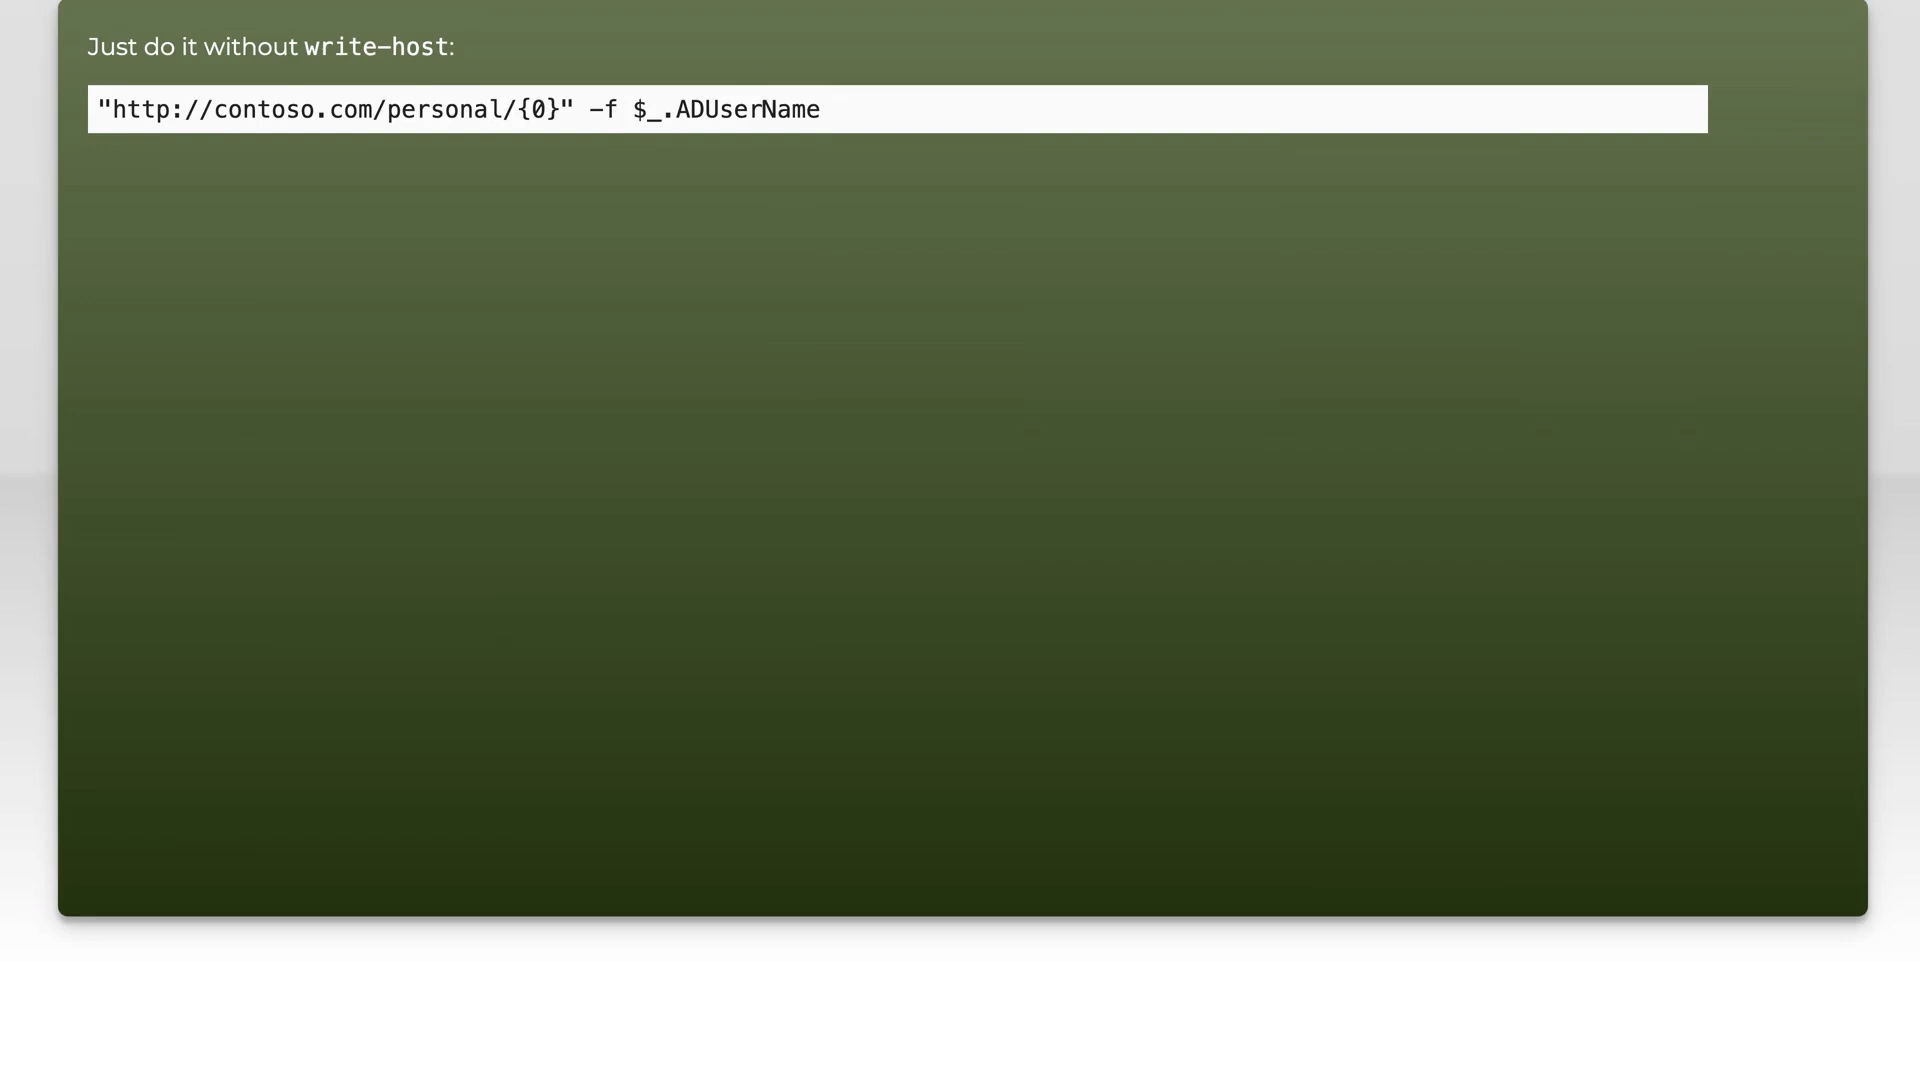 Just do it without write-host:
"http://contoso.com/personal/{0}" -f $_.ADUserName